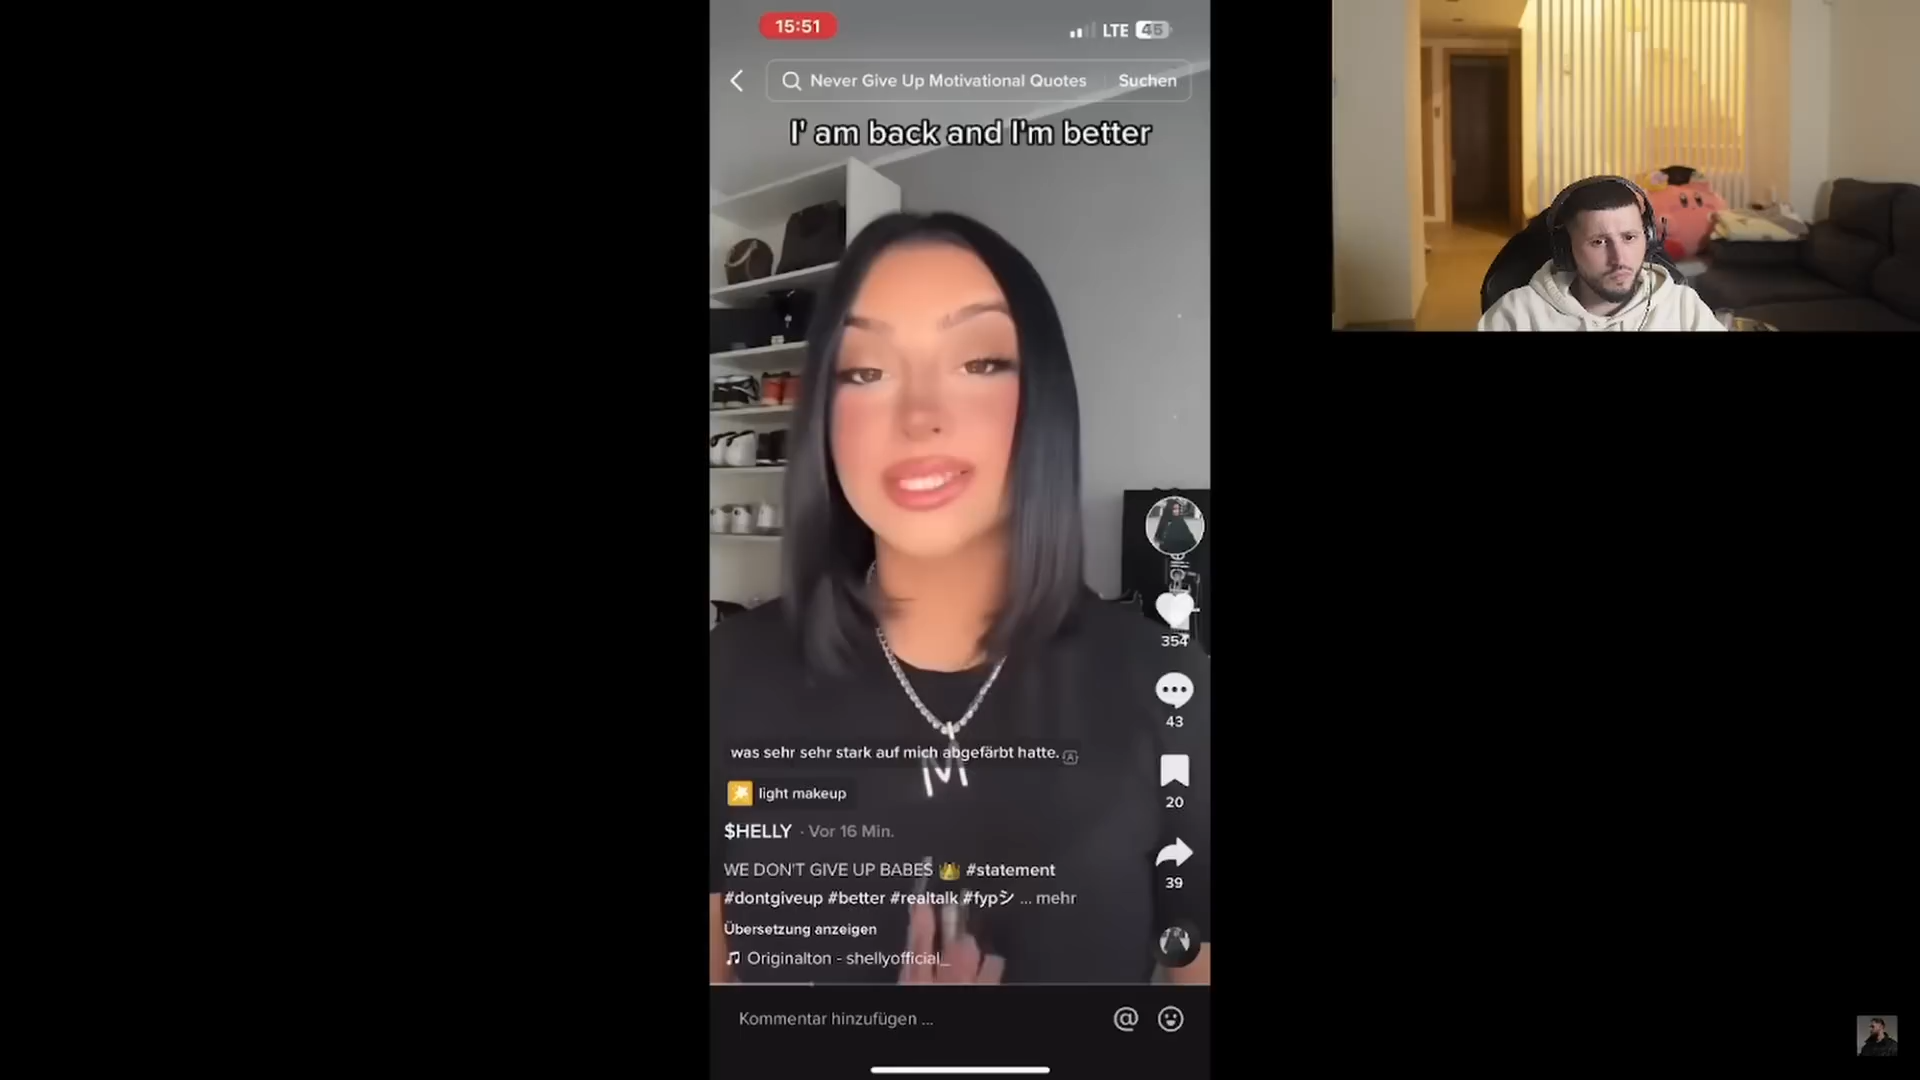 15:51
LTE 45
Never Give Up Motivational Quotes Suchen
I' am back and I'm better
354
43
was sehr sehr stark auf mich abgefärbt hatte.
M
light makeup
20
$HELLY · Vor 16 Min.
WE DON'T GIVE UP BABES 👑 #statement
#dontgiveup #better #realtalk #fypシ ... mehr
39
Übersetzung anzeigen
Originalton - shellyofficial_
Kommentar hinzufügen ...